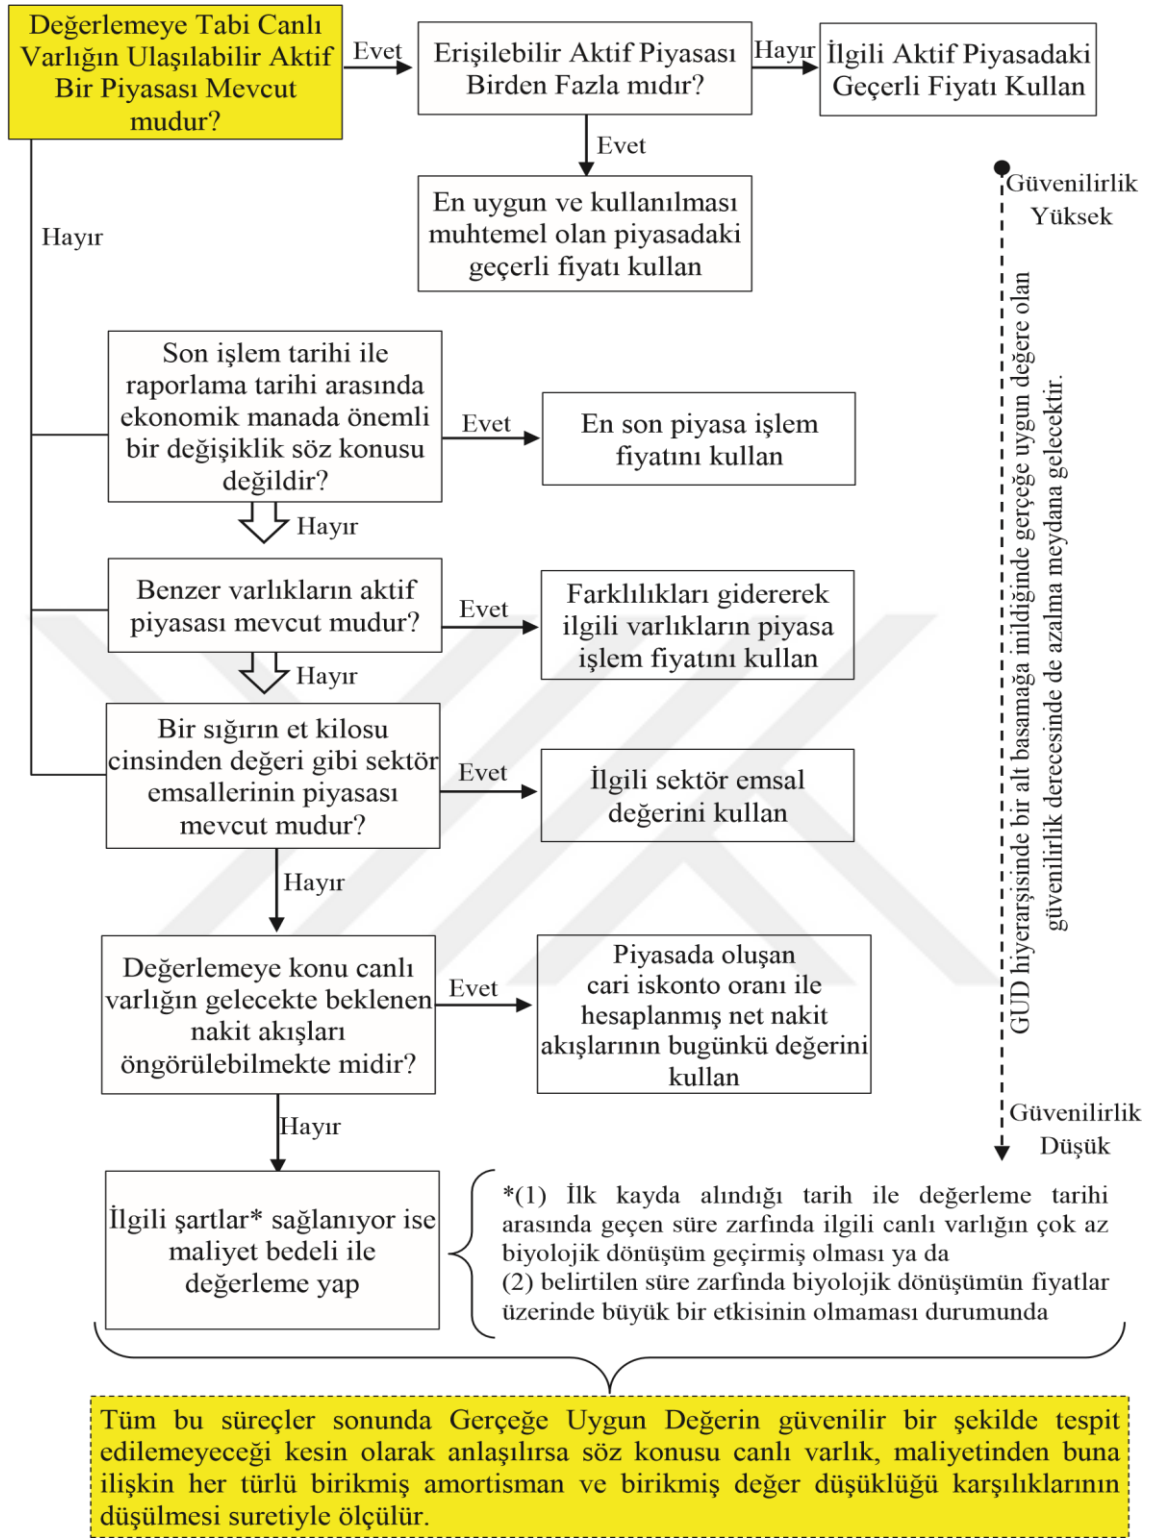 Değerlemeye Tabi Canlı
Varlığın Ulaşılabilir Aktif
Bir Piyasası Mevcut
mudur?
Evet
Erişilebilir Aktif Piyasası
Birden Fazla mıdır?
Hayır
İlgili Aktif Piyasadaki
Geçerli Fiyatı Kullan
Evet
En uygun ve kullanılması
muhtemel olan piyasadaki
geçerli fiyatı kullan
Hayır
Güvenilirlik
Yüksek
Son işlem tarihi ile
raporlama tarihi arasında
ekonomik manada önemli
bir değişiklik söz konusu
değildir?
Evet
En son piyasa işlem
fiyatını kullan
Hayır
Benzer varlıkların aktif
piyasası mevcut mudur?
Evet
Farklılıkları gidererek
ilgili varlıkların piyasa
işlem fiyatını kullan
Hayır
Bir sığırın et kilosu
cinsinden değeri gibi sektör
emsallerinin piyasası
mevcut mudur?
Evet
İlgili sektör emsal
değerini kullan
Hayır
GUD hiyerarşisinde bir alt basamağa inildiğinde gerçeğe uygun değere olan
güvenilirlik derecesinde de azalma meydana gelecektir.
Değerlemeye konu canlı
varlığın gelecekte beklenen
nakit akışları
öngörülebilmekte midir?
Evet
Piyasada oluşan
cari iskonto oranı ile
hesaplanmış net nakit
akışlarının bugünkü değerini
kullan
Hayır
Güvenilirlik
Düşük
İlgili şartlar* sağlanıyor ise
maliyet bedeli ile
değerleme yap
*(1) İlk kayda alındığı tarih ile değerleme tarihi
arasında geçen süre zarfında ilgili canlı varlığın çok az
biyolojik dönüşüm geçirmiş olması ya da
(2) belirtilen süre zarfında biyolojik dönüşümün fiyatlar
üzerinde büyük bir etkisinin olmaması durumunda
Tüm bu süreçler sonunda Gerçeğe Uygun Değerin güvenilir bir şekilde tespit
edilemeyeceği kesin olarak anlaşılırsa söz konusu canlı varlık, maliyetinden buna
ilişkin her türlü birikmiş amortisman ve birikmiş değer düşüklüğü karşılıklarının
düşülmesi suretiyle ölçülür.